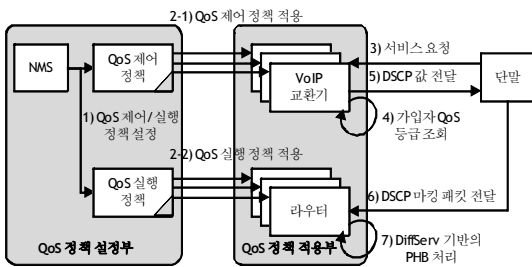 2-1) QoS 제어 정책 적용
NMS
QoS 제어
정책
VoIP
교환기
3) 서비스 요청
5) DSCP 값 전달
단말
1) QoS 제어/실행
정책 설정
4) 가입자 QoS
등급 조회
2-2) QoS 실행 정책 적용
QoS 실행
정책
라우터
6) DSCP 마킹 패킷 전달
7) DiffServ 기반의
PHB 처리
QoS 정책 설정부
QoS 정책 적용부